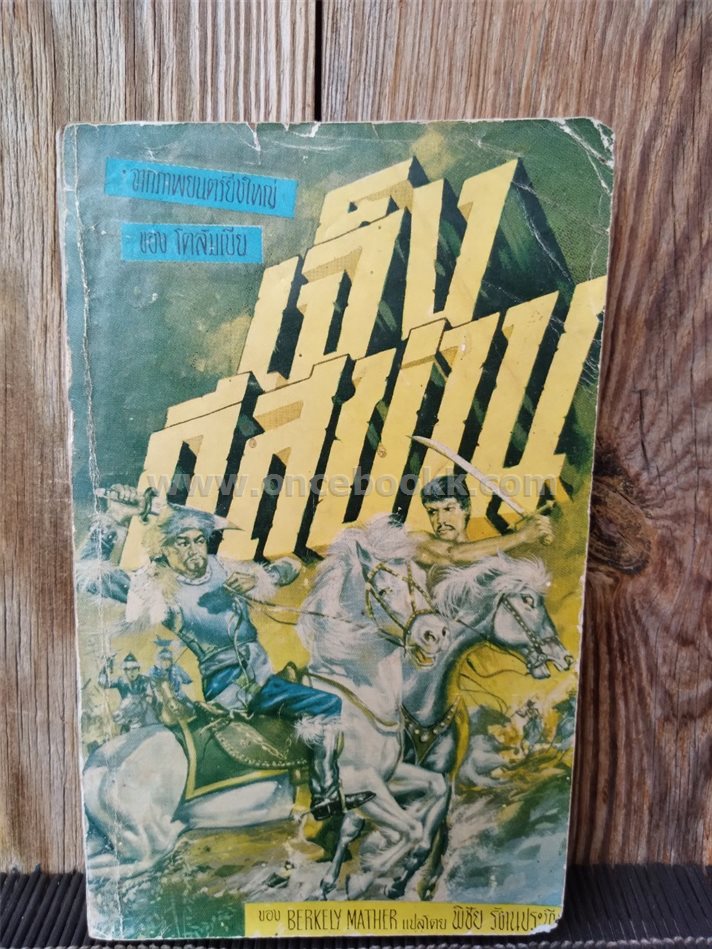 จากภาพยนตร์ยิ่งใหญ่
ของ โคลัมเบีย
เจ็ง
กิสข่าน
www.oncebookk.com
ของ BERKELY MATHER แปลโดย พิชัย